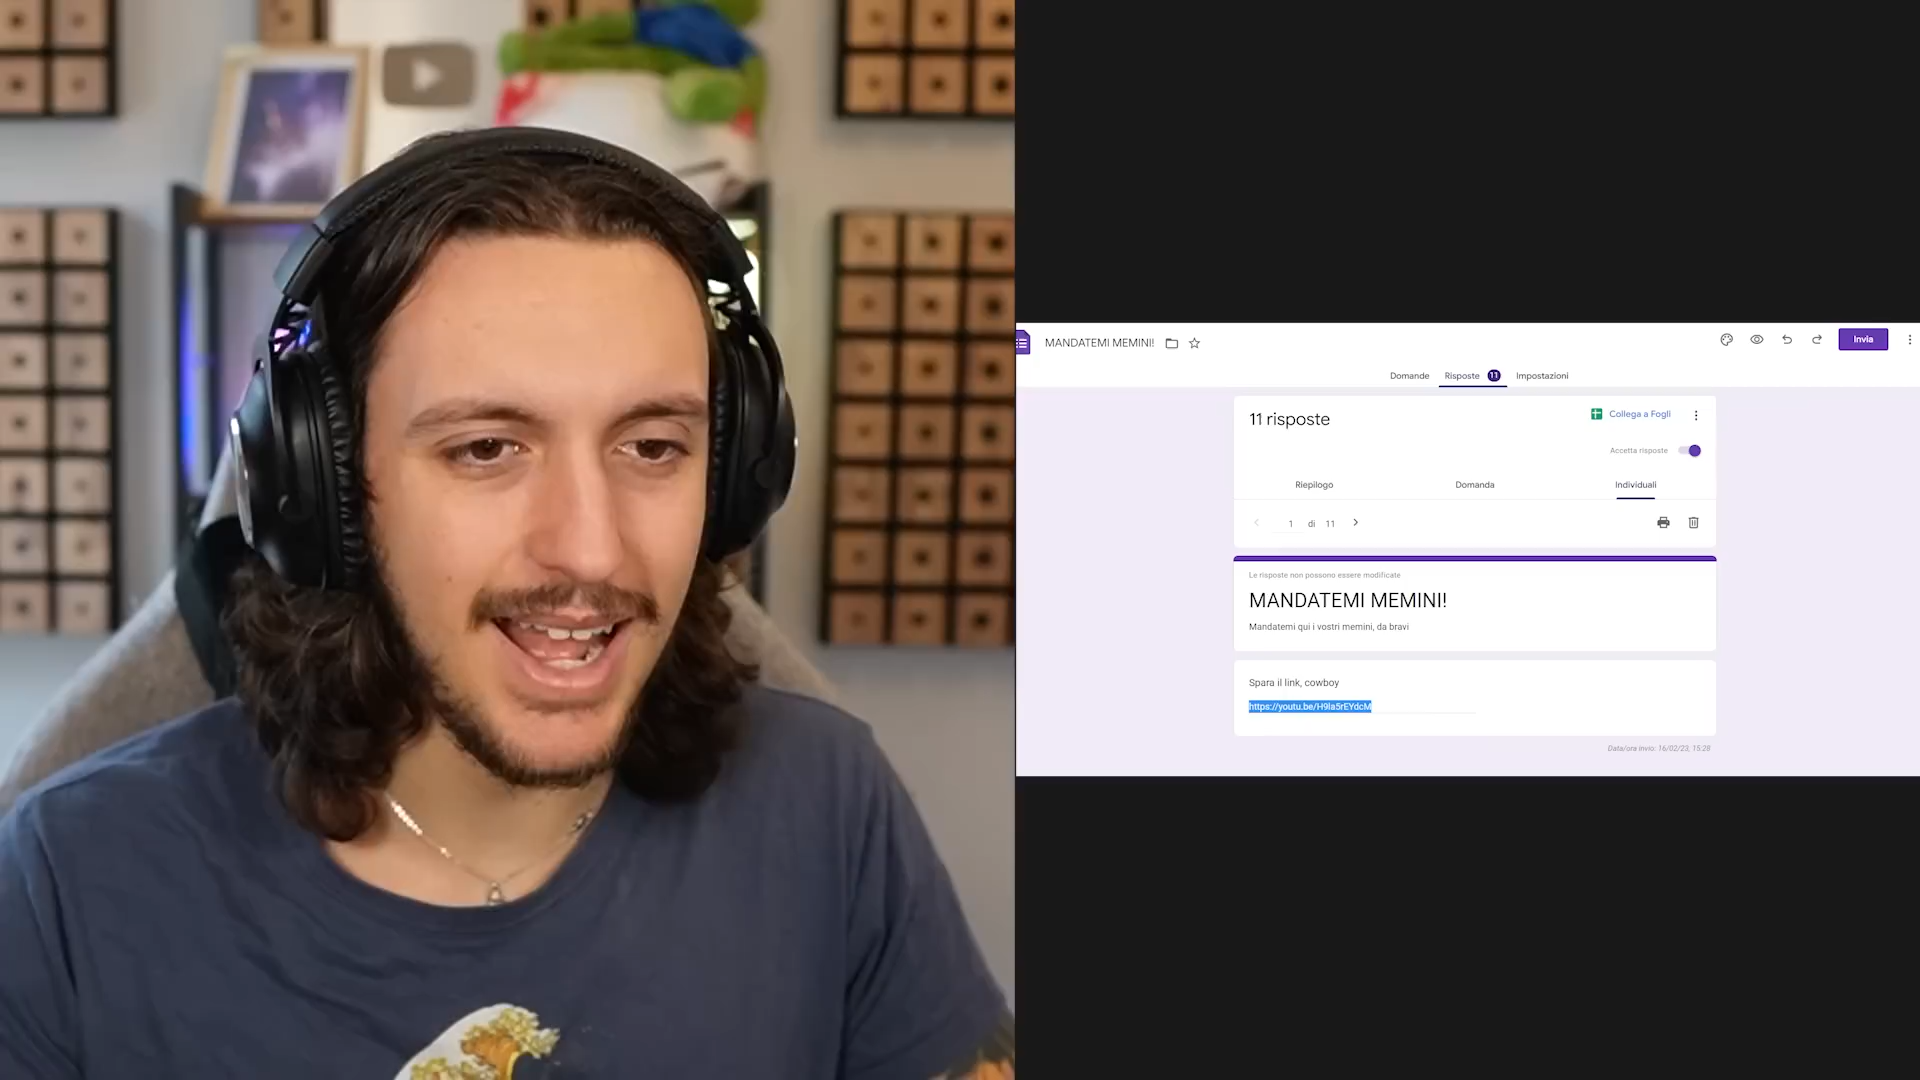 MANDATEMI MEMINI!
Invia
Domande
Risposte 11
Impostazioni
11 risposte
Collega a Fogli
Accetta risposte
Riepilogo
Domanda
Individuali
1 di 11
Le risposte non possono essere modificate
MANDATEMI MEMINI!
Mandatemi qui i vostri memini, da bravi
Spara il link, cowboy
https://youtu.be/H9la5rEYdcM
Data/ora invio: 16/02/23, 15:28